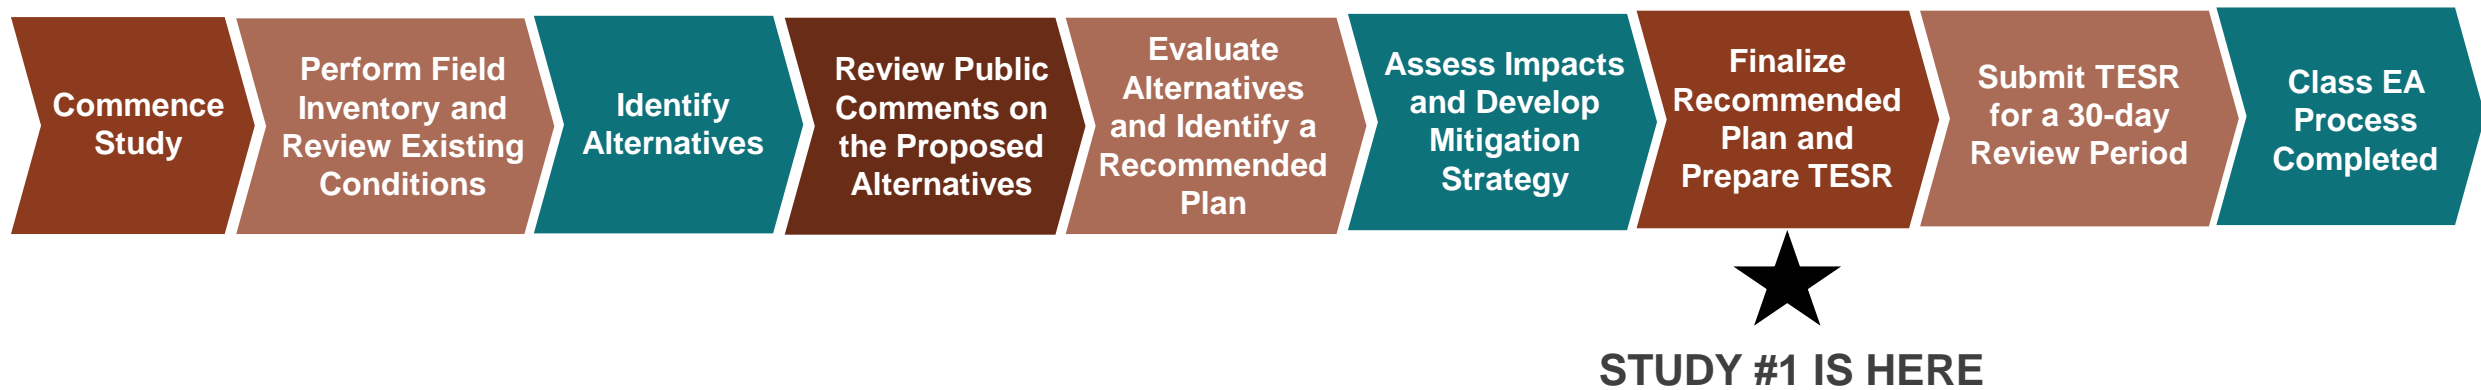 Commence
Study
Perform Field
Inventory and
Review Existing
Conditions
Identify
Alternatives
Review Public
Comments on
the Proposed
Alternatives
Evaluate
Alternatives
and Identify a
Recommended
Plan
Assess Impacts
and Develop
Mitigation
Strategy
Finalize
Recommended
Plan and
Prepare TESR
Submit TESR
for a 30-day
Review Period
Class EA
Process
Completed
STUDY #1 IS HERE